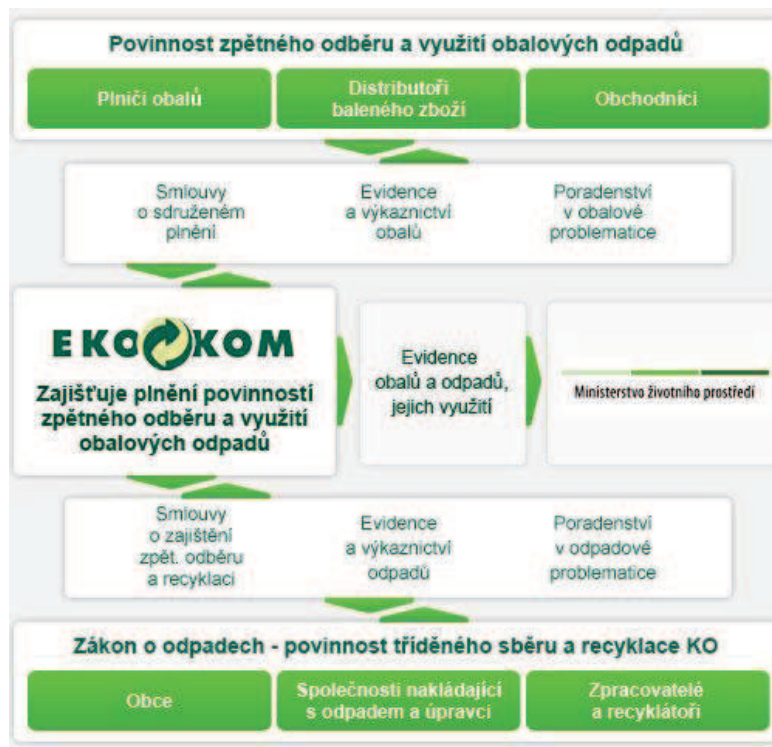 Povinnost zpětného odběru a využití obalových odpadů
Plniči obalů
Distributoři
baleného zboží
Obchodníci
Smlouvy
o sdruženém
plnění
Evidence
a výkaznictví
obalů
Poradenství
v obalové
problematice
EKO KOM
Zajišťuje plnění povinností
zpětného odběru a využití
obalových odpadů
Evidence
obalů a odpadů,
jejich využití
Ministerstvo životního prostředí
Smlouvy
o zajištění
zpět. odběru
a recyklaci
Evidence
a výkaznictví
odpadů
Poradenství
v odpadové
problematice
Zákon o odpadech - povinnost tříděného sběru a recyklace KO
Obce
Společnosti nakládající
s odpadem a úpravci
Zpracovatelé
a recyklátoři